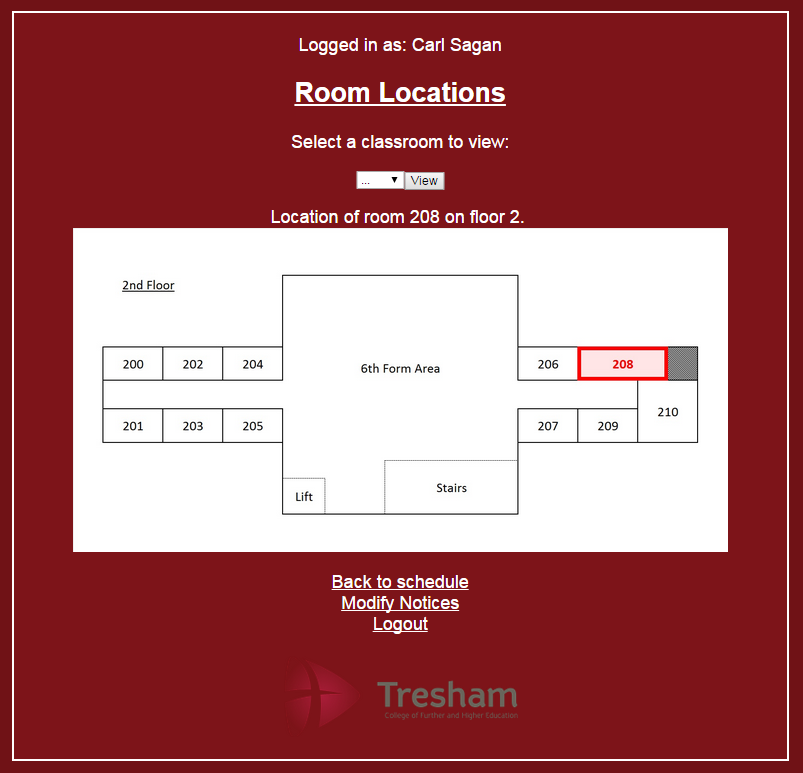 Logged in as: Carl Sagan
Room Locations
Select a classroom to view:
... View
Location of room 208 on floor 2.
2nd Floor
200 202 204 6th Form Area 206 208
210
201 203 205 207 209
Lift Stairs
Back to schedule
Modify Notices
Logout
Tresham
College of Further and Higher Education